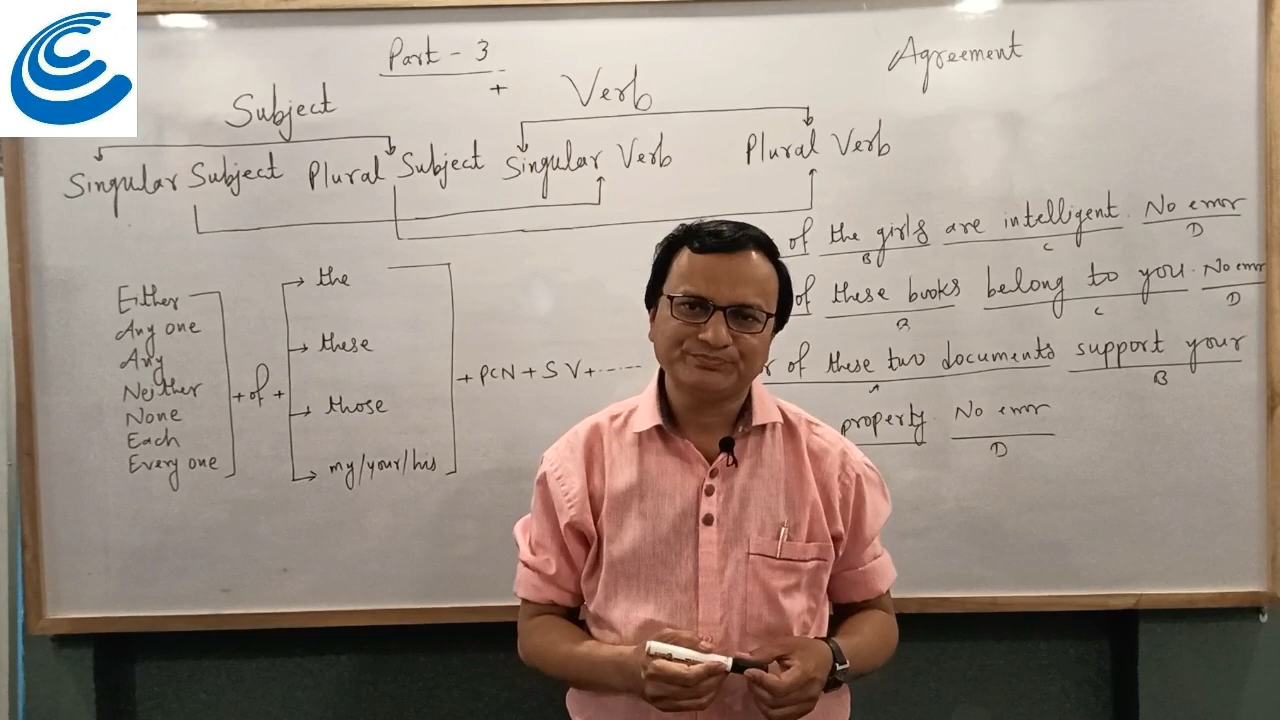 Part - 3
Agreement
Subject + Verb
Singular Subject Plural Subject Singular Verb Plural Verb
of the girls are intelligent. No error
B C D
of these books belong to you. No error
B C D
of these two documents support your
A B
property. No error
D
Either
Any one
Any
Neither
None
Each
Every one
+ of +
the
these
those
my/your/his
+ PCN + SV + ......